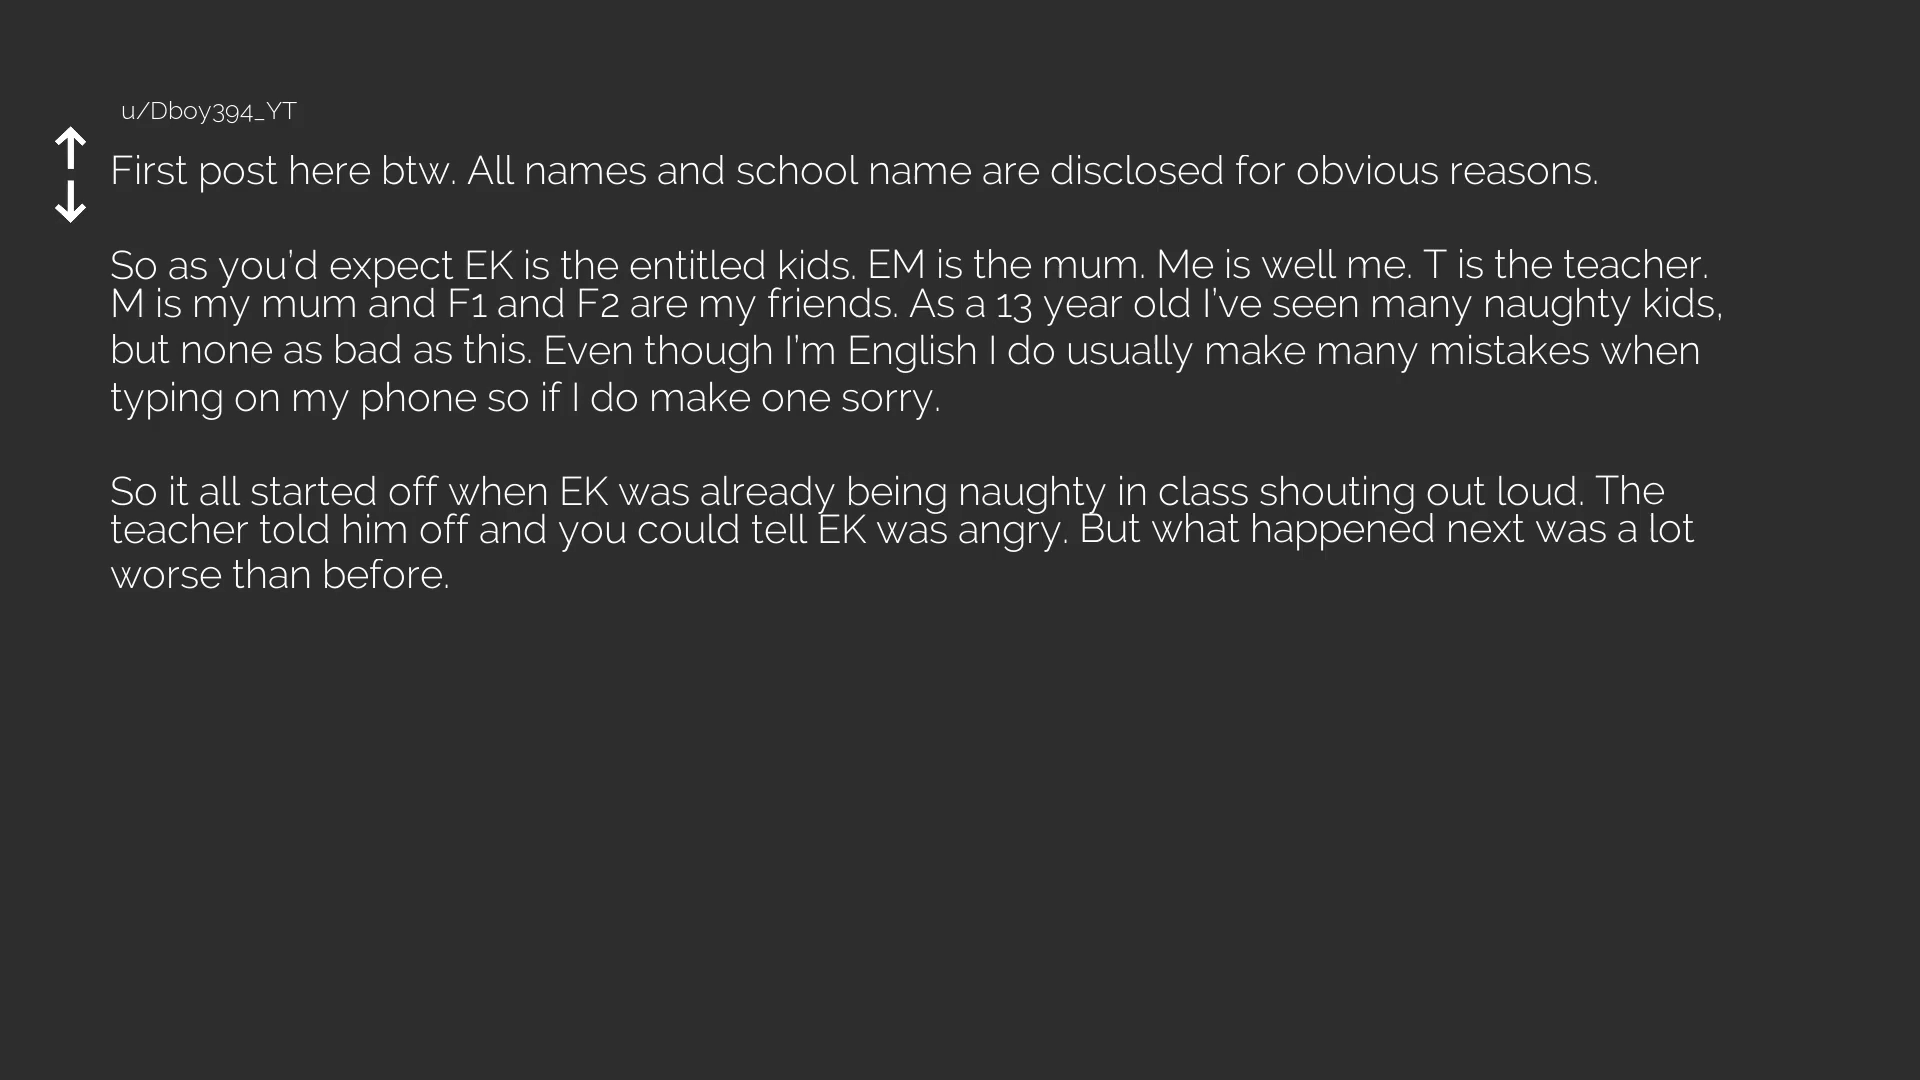 u/Dboy394_YT
First post here btw. All names and school name are disclosed for obvious reasons.
So as you'd expect EK is the entitled kids. EM is the mum. Me is well me. T is the teacher.
M is my mum and F1 and F2 are my friends. As a 13 year old I've seen many naughty kids,
but none as bad as this. Even though I'm English I do usually make many mistakes when
typing on my phone so if I do make one sorry.
So it all started off when EK was already being naughty in class shouting out loud. The
teacher told him off and you could tell EK was angry. But what happened next was a lot
worse than before.